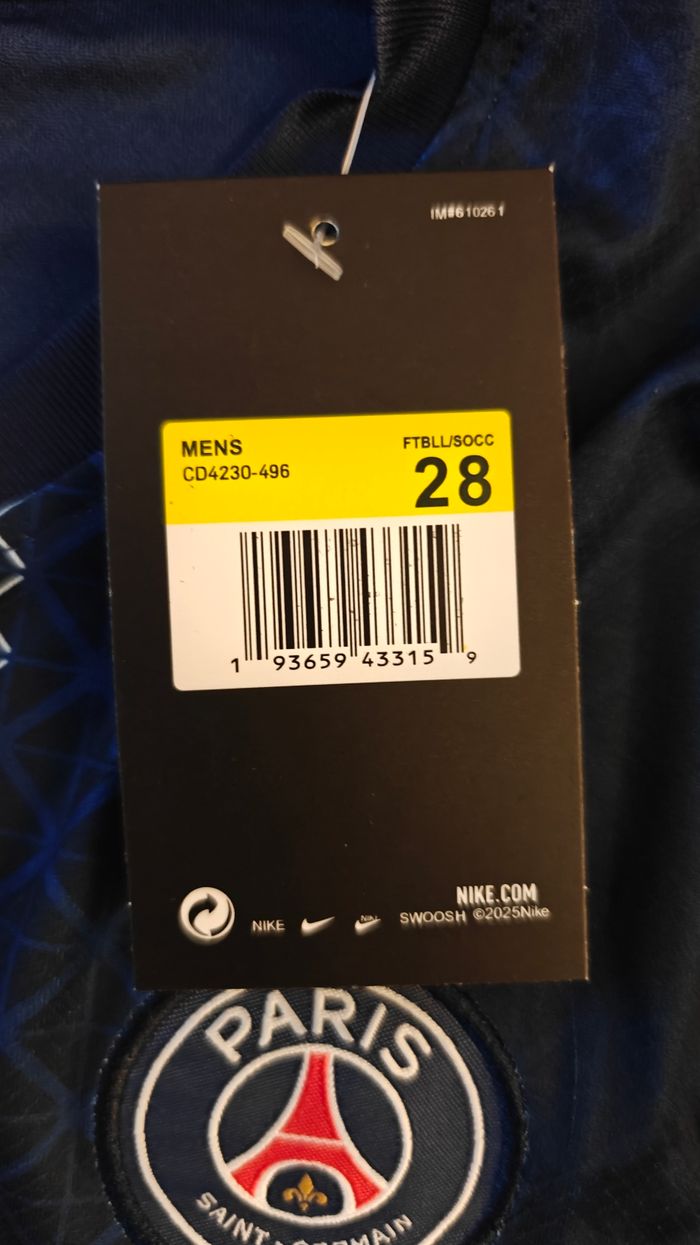 IM#610261
MENS
FTBLL/SOCC
CD4230-496
28
1 93659 43315 9
NIKE.COM
NIKE NIKE SWOOSH ©2025Nike
PARIS
SAINT-GERMAIN